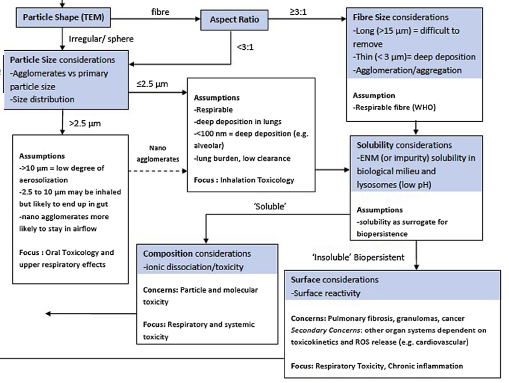 Particle Shape (TEM)
fibre
Aspect Ratio
≥3:1
Irregular/ sphere
<3:1
Fibre Size considerations
-Long (>15 µm) = difficult to
remove
-Thin (< 3 µm)= deep deposition
-Agglomeration/aggregation
Assumption
- Respirable fibre (WHO)
Particle Size considerations
-Agglomerates vs primary
particle size
-Size distribution
≤2.5 µm
>2.5 µm
Assumptions
-Respirable
-deep deposition in lungs
-<100 nm = deep deposition (e.g.
alveolar)
-lung burden, low clearance
Focus : Inhalation Toxicology
Nano
agglomerates
Assumptions
->10 µm = low degree of
aerosolization
-2.5 to 10 µm may be inhaled
but likely to end up in gut
-nano agglomerates more
likely to stay in airflow
Focus : Oral Toxicology and
upper respiratory effects
Solubility considerations
-ENM (or impurity) solubility in
biological milieu and
lysosomes (low pH)
Assumptions
-solubility as surrogate for
biopersistence
‘Soluble’
‘Insoluble’ Biopersistent
Composition considerations
-ionic dissociation/toxicity
Concerns: Particle and molecular
toxicity
Focus: Respiratory and systemic
toxicity
Surface considerations
-Surface reactivity
Concerns: Pulmonary fibrosis, granulomas, cancer
Secondary Concerns: other organ systems dependent on
toxicokinetics and ROS release (e.g. cardiovascular)
Focus: Respiratory Toxicity, Chronic inflammation